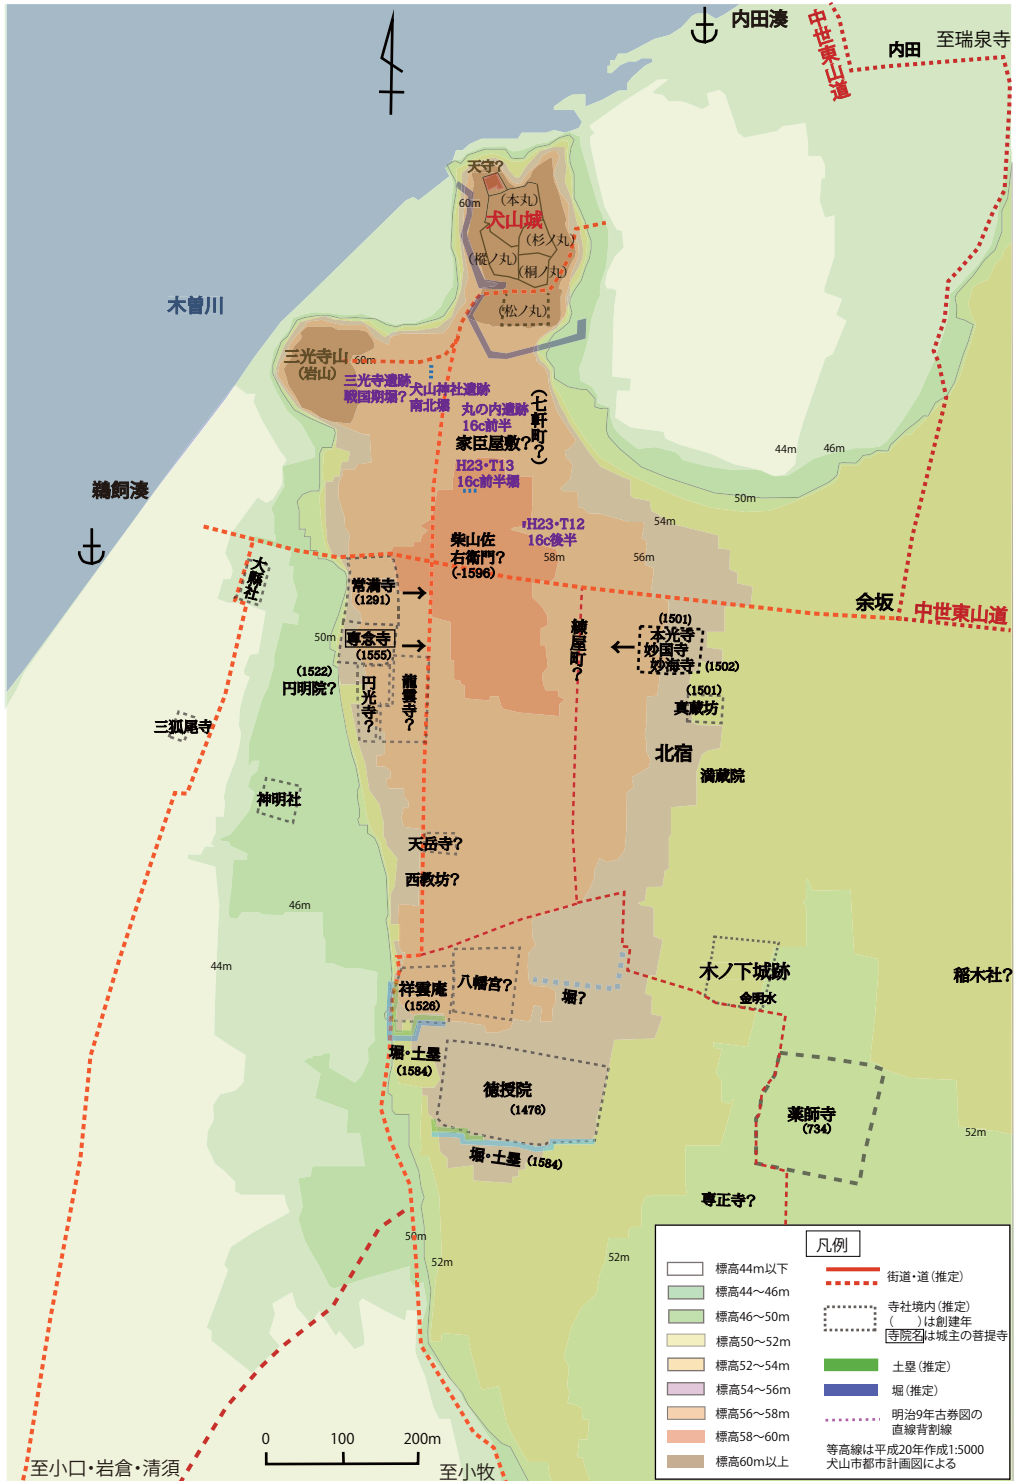 内田湊
中世東山道
内田
至瑞泉寺
天守?
60m
(本丸)
犬山城
(杉ノ丸)
(樅ノ丸)
(桐ノ丸)
(松ノ丸)
木曽川
三光寺山
(岩山)
60m
三光寺遺跡
戦国期堀?
犬山神社遺跡
南北堀
丸の内遺跡
16c前半
家臣屋敷?
(七軒町?)
H23・T13
16c前半堀
44m
46m
50m
54m
鵜飼湊
H23・T12
16c後半
柴山佐
右衛門?
(-1596)
58m
56m
大縣社
常満寺
(1291)
余坂
中世東山道
50m
専念寺
(1555)
練屋町?
(1501)
本光寺
妙国寺
妙海寺
(1502)
(1522)
円明院?
円光寺?
龍雲寺?
(1501)
真蔵坊
三狐尾寺
北宿
満蔵院
神明社
天岳寺?
西教坊?
46m
44m
祥雲庵
(1526)
八幡宮?
堀?
木ノ下城跡
金明水
稲木社?
堀・土塁
(1584)
徳授院
(1476)
薬師寺
(734)
52m
堀・土塁(1584)
専正寺?
50m
52m
52m
凡例
標高44m以下
標高44〜46m
標高46〜50m
標高50〜52m
標高52〜54m
標高54〜56m
標高56〜58m
標高58〜60m
標高60m以上
街道・道(推定)
寺社境内(推定)
(　)は創建年
寺院名は城主の菩提寺
土塁(推定)
堀(推定)
明治9年古券図の
直線背割線
等高線は平成20年作成1:5000
犬山市都市計画図による
0 100 200m
至小口・岩倉・清須
至小牧